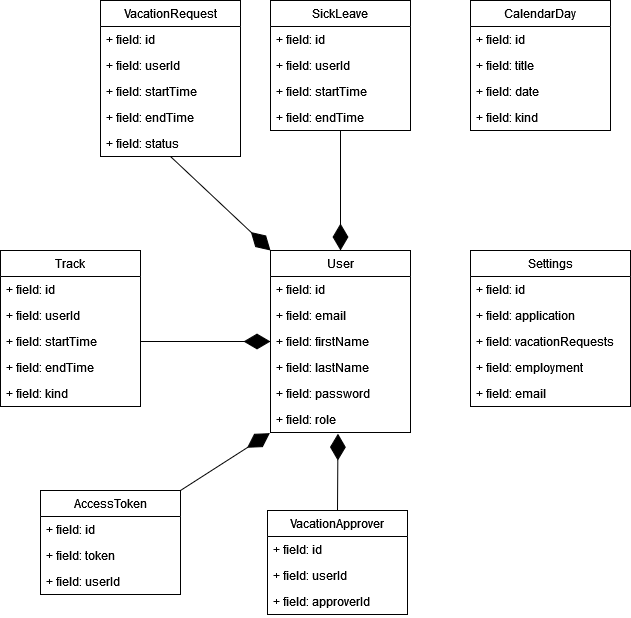 VacationRequest
+ field: id
+ field: userId
+ field: startTime
+ field: endTime
+ field: status
SickLeave
+ field: id
+ field: userId
+ field: startTime
+ field: endTime
CalendarDay
+ field: id
+ field: title
+ field: date
+ field: kind
Track
+ field: id
+ field: userId
+ field: startTime
+ field: endTime
+ field: kind
User
+ field: id
+ field: email
+ field: firstName
+ field: lastName
+ field: password
+ field: role
Settings
+ field: id
+ field: application
+ field: vacationRequests
+ field: employment
+ field: email
AccessToken
+ field: id
+ field: token
+ field: userId
VacationApprover
+ field: id
+ field: userId
+ field: approverId